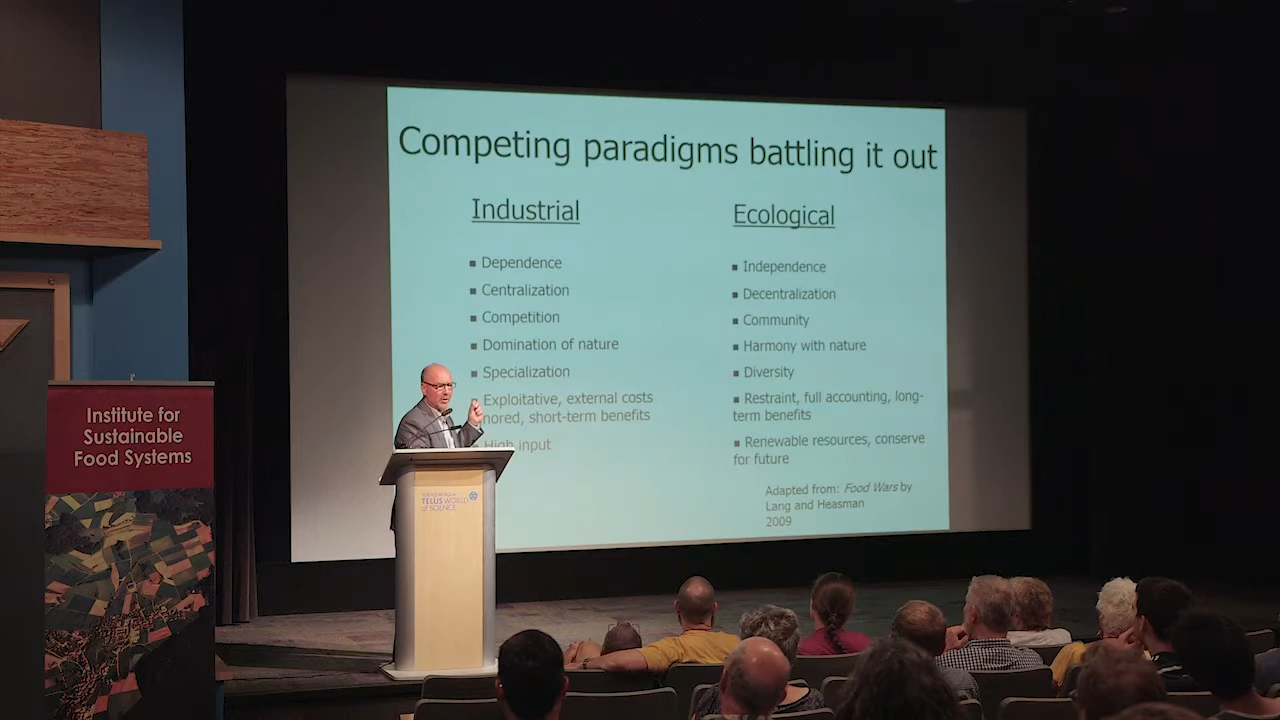 Competing paradigms battling it out
Industrial
Dependence
Centralization
Competition
Domination of nature
Specialization
Exploitative, external costs
nored, short-term benefits
High input
Ecological
Independence
Decentralization
Community
Harmony with nature
Diversity
Restraint, full accounting, long-
term benefits
Renewable resources, conserve
for future
Adapted from: Food Wars by
Lang and Heasman
2009
Institute for
Sustainable
Food Systems
SCIENCE WORLD AT
TELUS WORLD
of SCIENCE